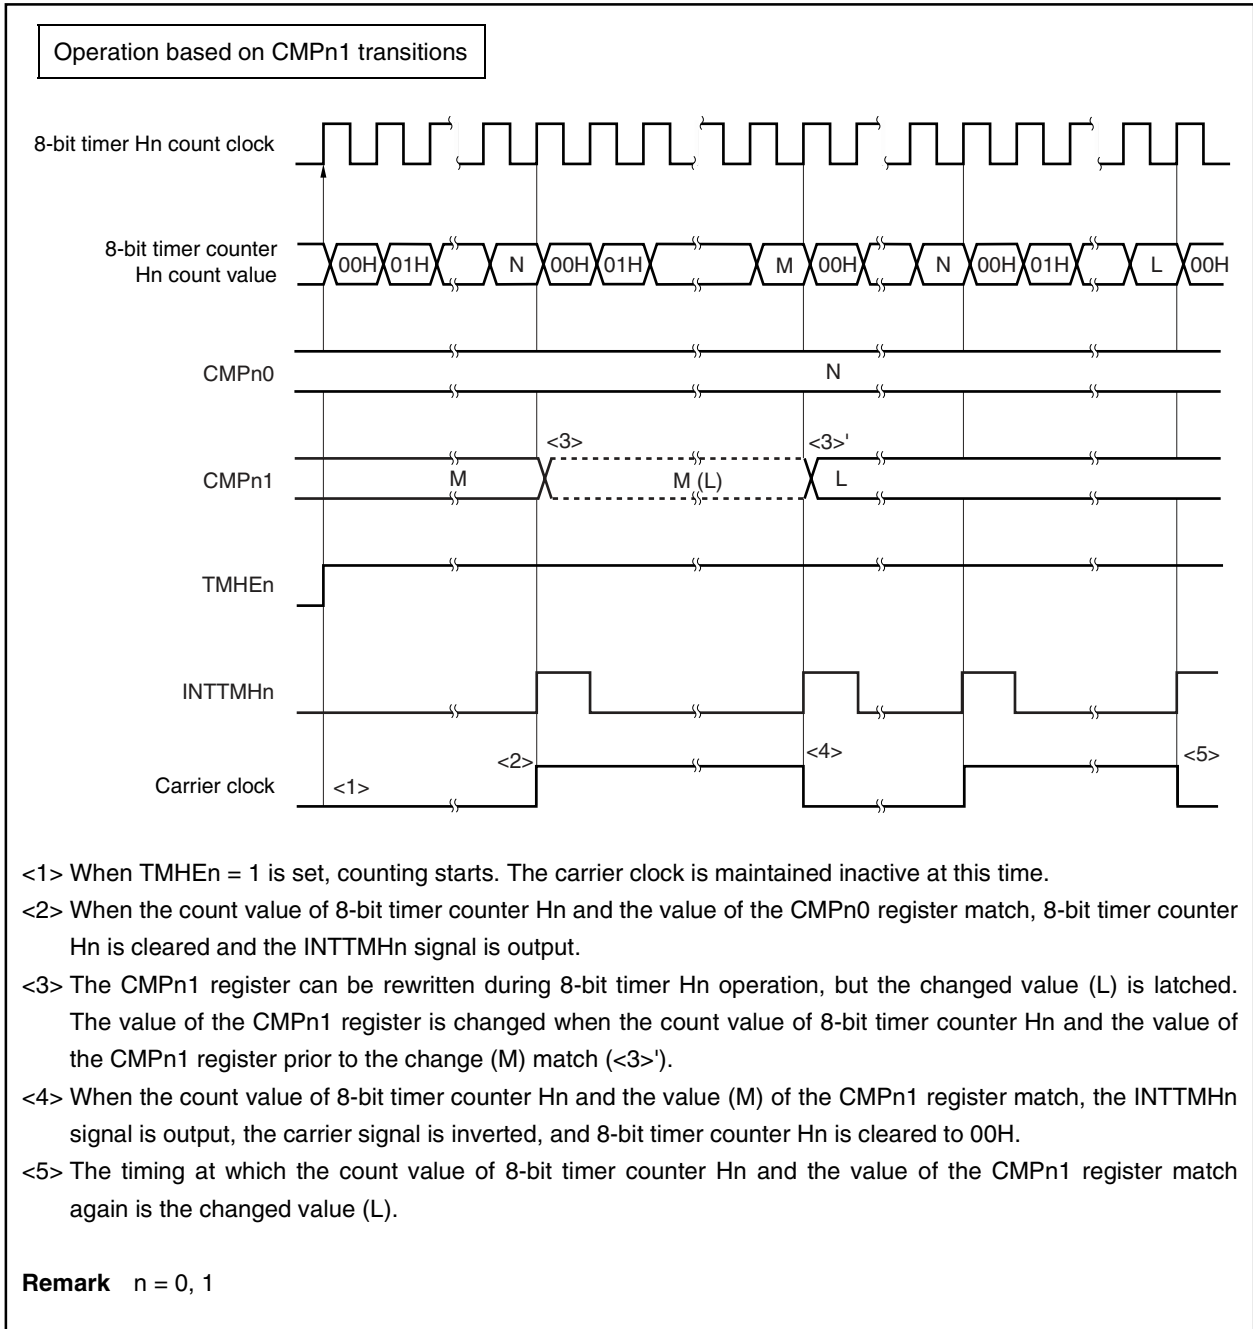 Operation based on CMPn1 transitions
8-bit timer Hn count clock
8-bit timer counter
Hn count value
00H 01H N 00H 01H M 00H N 00H 01H L 00H
CMPn0
N
<3> <3>'
CMPn1
M M (L) L
TMHEn
INTTMHn
<2> <4> <5>
Carrier clock
<1>
<1> When TMHEn = 1 is set, counting starts. The carrier clock is maintained inactive at this time.
<2> When the count value of 8-bit timer counter Hn and the value of the CMPn0 register match, 8-bit timer counter
Hn is cleared and the INTTMHn signal is output.
<3> The CMPn1 register can be rewritten during 8-bit timer Hn operation, but the changed value (L) is latched.
The value of the CMPn1 register is changed when the count value of 8-bit timer counter Hn and the value of
the CMPn1 register prior to the change (M) match (<3>').
<4> When the count value of 8-bit timer counter Hn and the value (M) of the CMPn1 register match, the INTTMHn
signal is output, the carrier signal is inverted, and 8-bit timer counter Hn is cleared to 00H.
<5> The timing at which the count value of 8-bit timer counter Hn and the value of the CMPn1 register match
again is the changed value (L).
Remark n = 0, 1